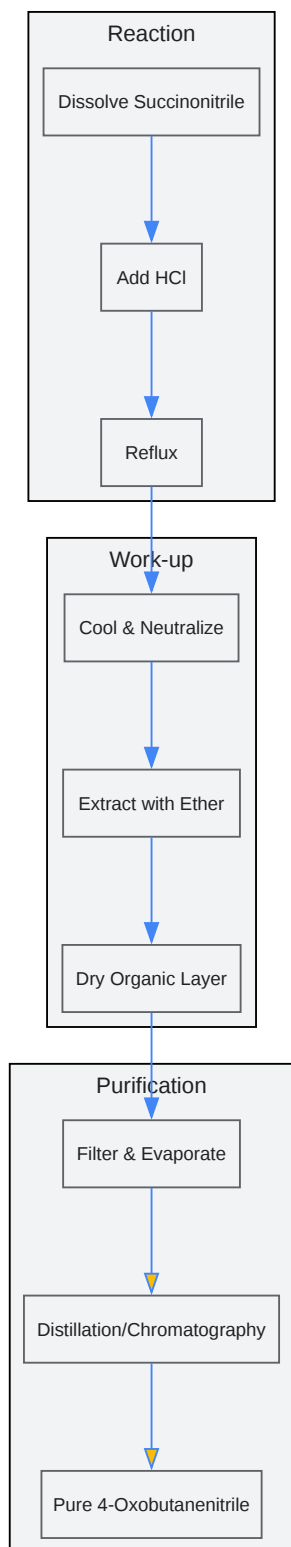 Reaction
Dissolve Succinonitrile
Add HCl
Reflux
Work-up
Cool & Neutralize
Extract with Ether
Dry Organic Layer
Purification
Filter & Evaporate
Distillation/Chromatography
Pure 4-Oxobutanenitrile